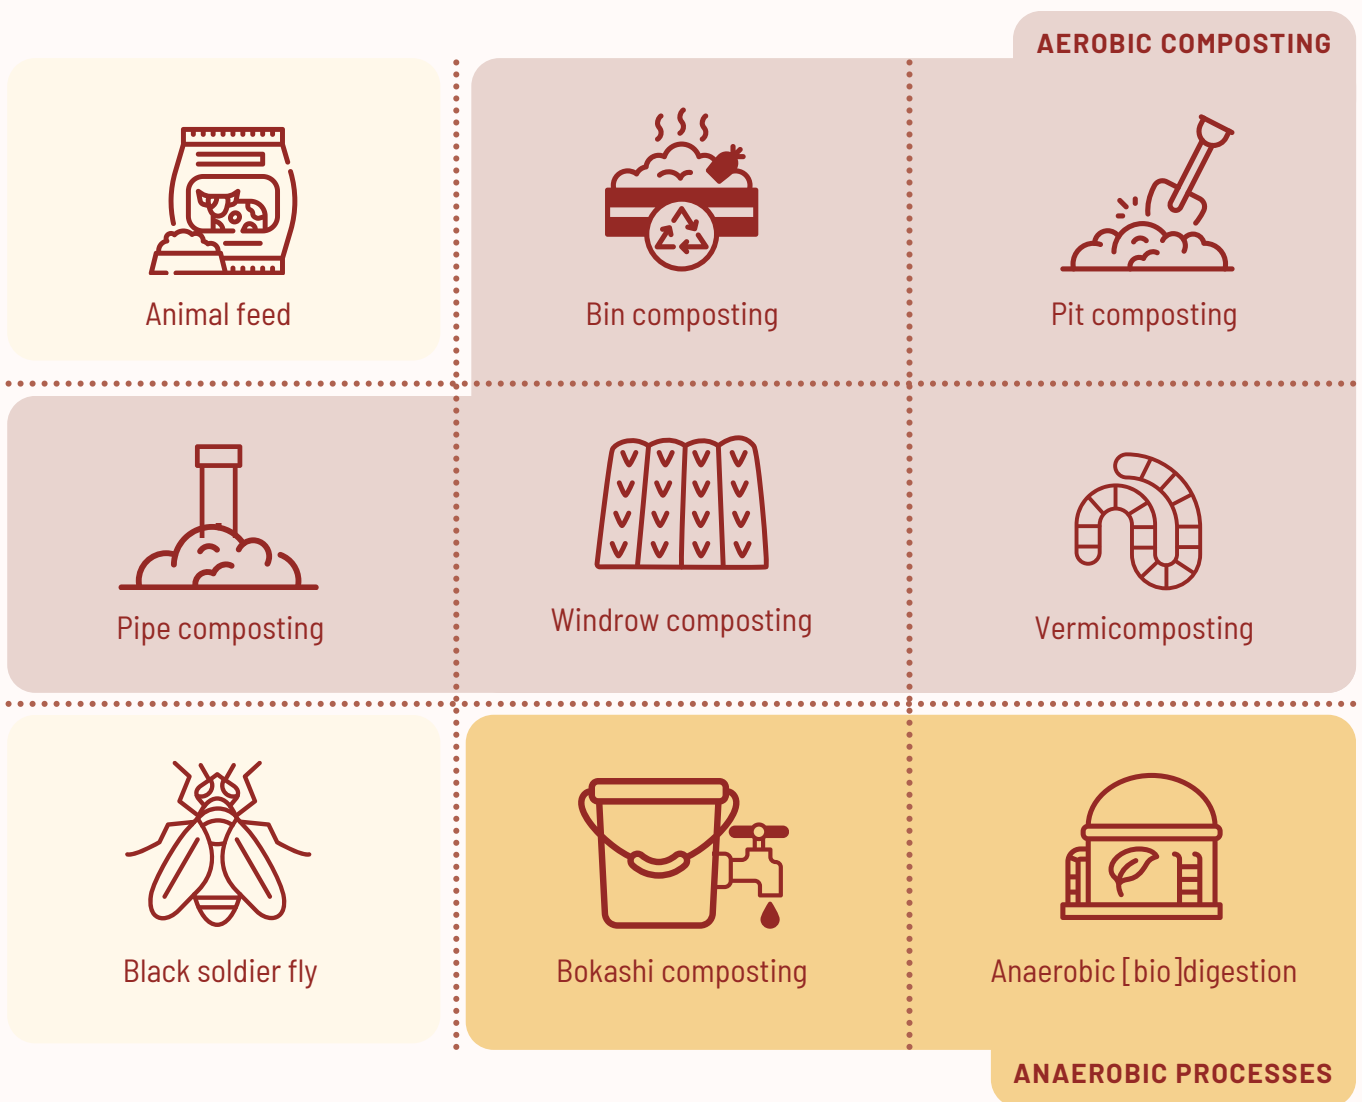 AEROBIC COMPOSTING
Animal feed
Bin composting
Pit composting
Pipe composting
Windrow composting
Vermicomposting
Black soldier fly
Bokashi composting
Anaerobic [bio]digestion
ANAEROBIC PROCESSES